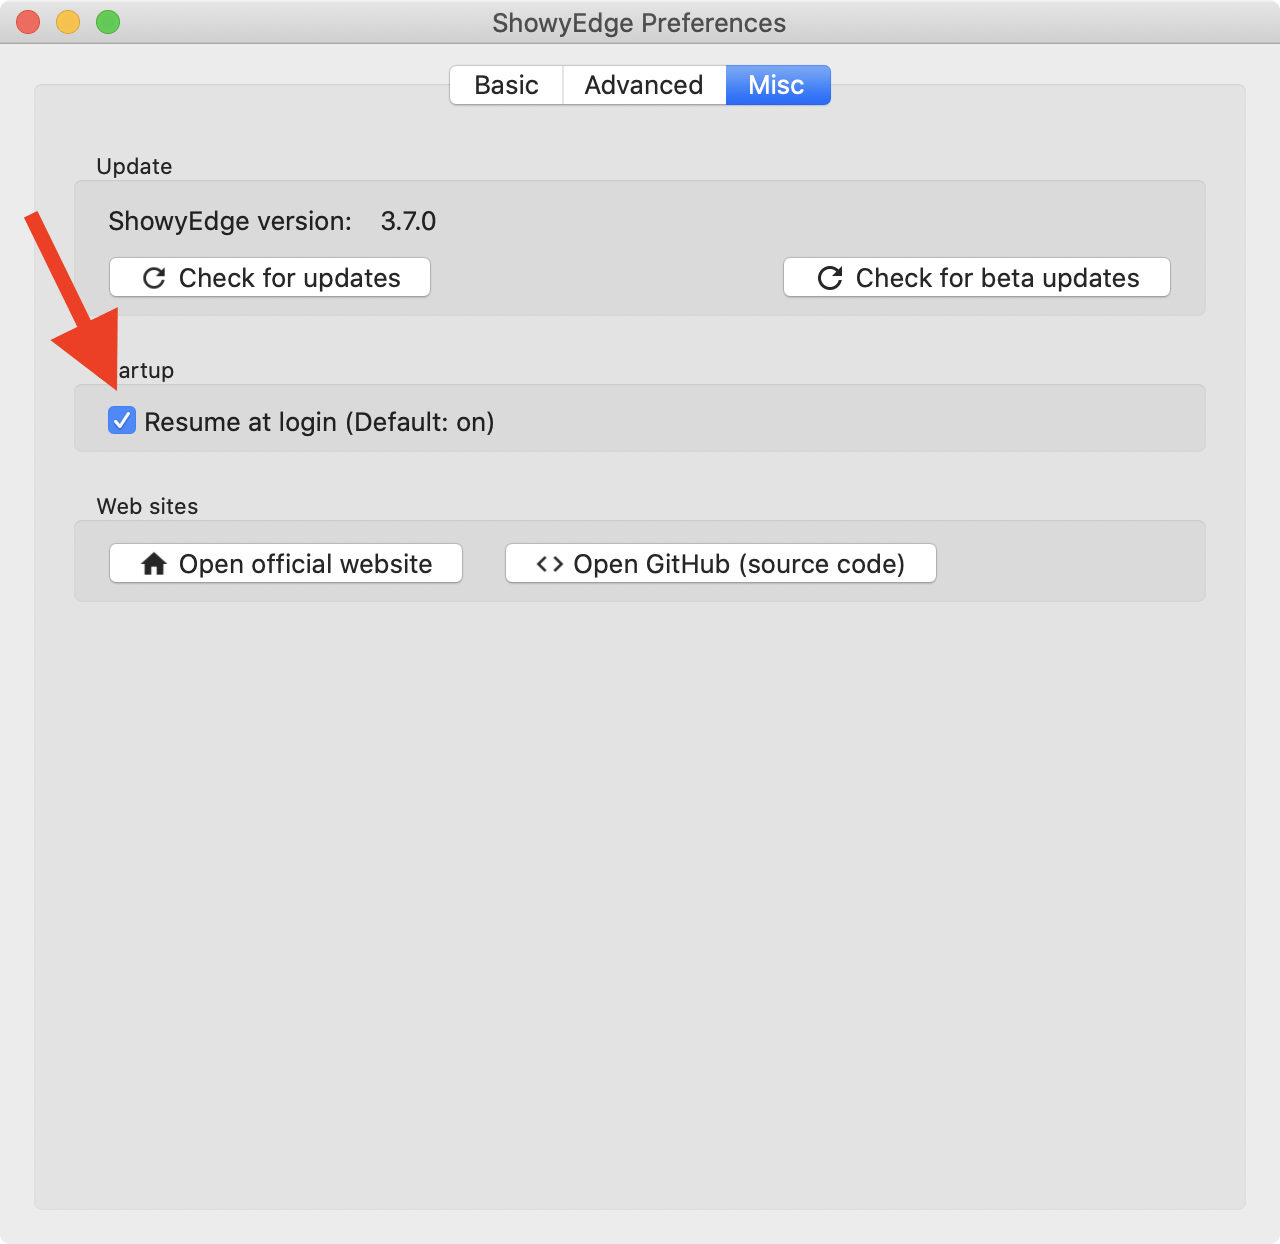 ShowyEdge Preferences
Basic Advanced Misc
Update
ShowyEdge version: 3.7.0
Check for updates Check for beta updates
artup
Resume at login (Default: on)
Web sites
Open official website <> Open GitHub (source code)